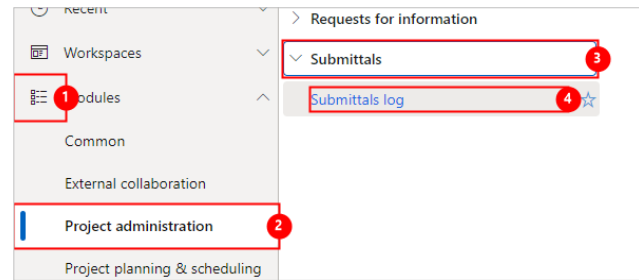 Recent
Workspaces
1 Modules
Common
External collaboration
Project administration 2
Project planning & scheduling
Requests for information
Submittals 3
Submittals log 4